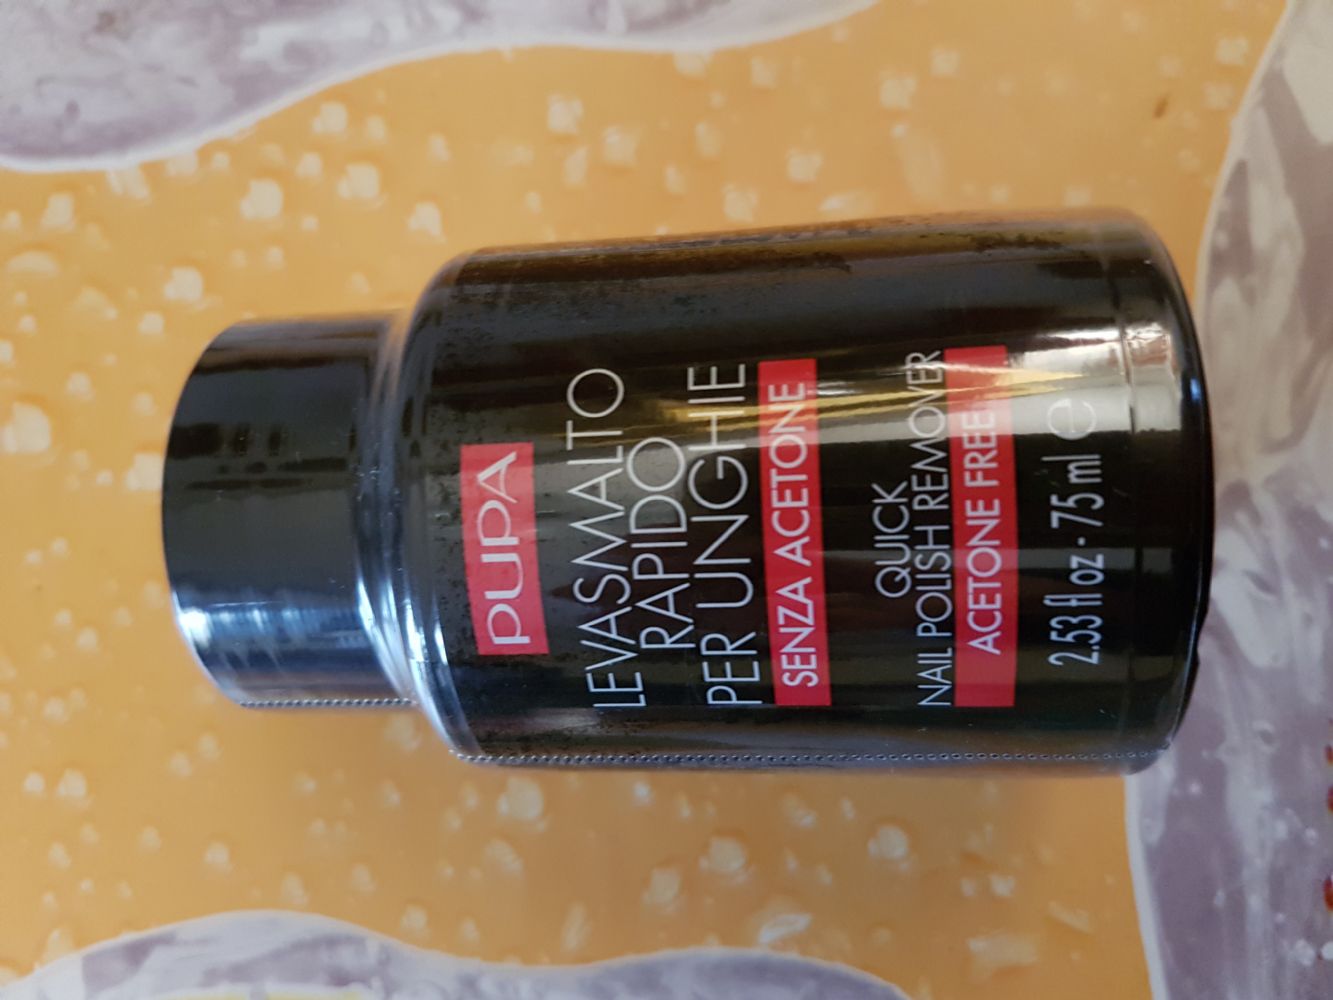 PUPA
LEVASMALTO
RAPIDO
PER UNGHIE
SENZA ACETONE
QUICK
NAIL POLISH REMOVER
ACETONE FREE
2.53 fl oz - 75 ml ℮